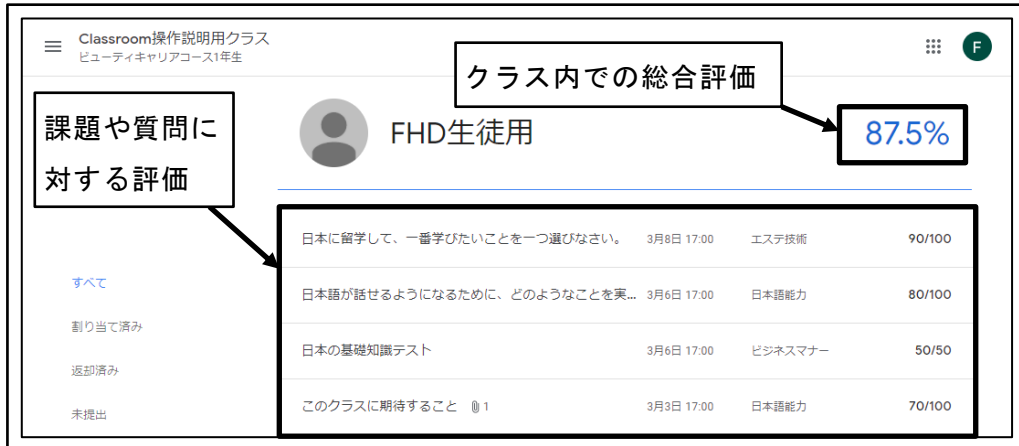 Classroom操作説明用クラス
ビューティキャリアコース1年生
F
クラス内での総合評価
課題や質問に
対する評価
FHD生徒用
87.5%
日本に留学して、一番学びたいことを一つ選びなさい。 3月8日 17:00 エステ技術 90/100
すべて
日本語が話せるようになるために、どのようなことを実... 3月6日 17:00 日本語能力 80/100
割り当て済み
日本の基礎知識テスト 3月6日 17:00 ビジネスマナー 50/50
返却済み
このクラスに期待すること 1 3月3日 17:00 日本語能力 70/100
未提出